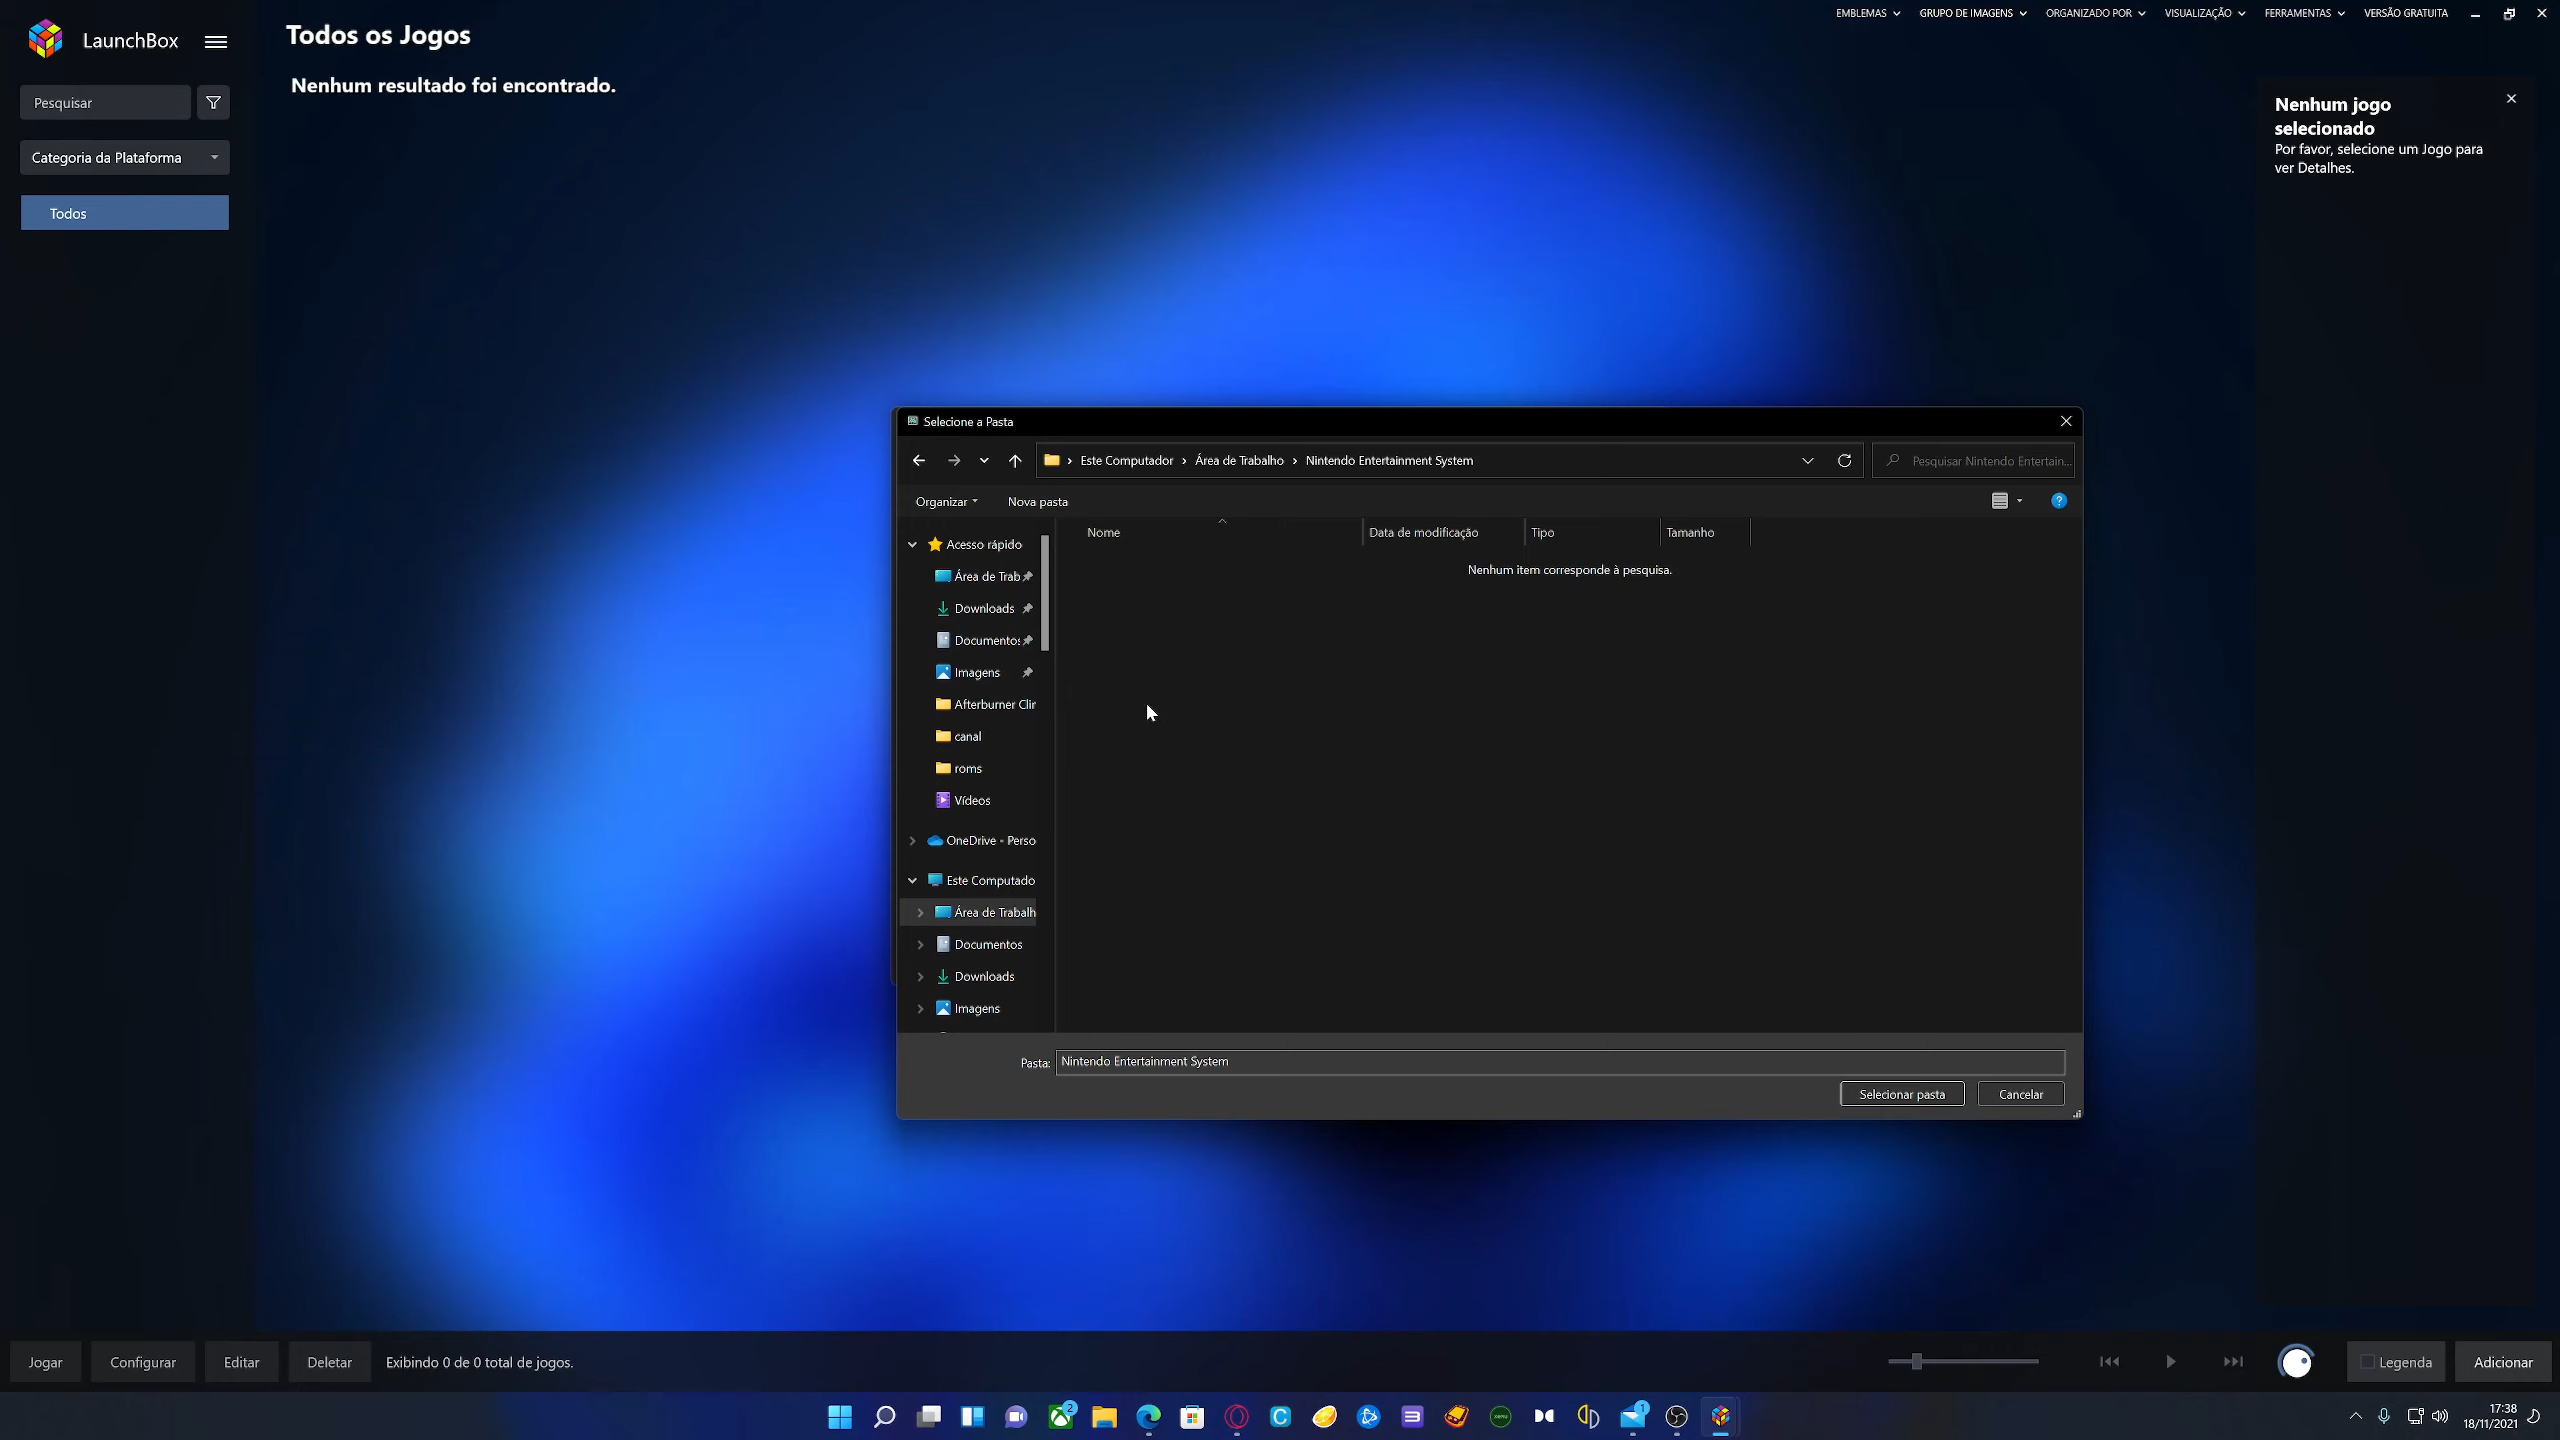 LaunchBox
Todos os Jogos
EMBLEMAS
GRUPO DE IMAGENS
ORGANIZADO POR
VISUALIZAÇÃO
FERRAMENTAS
VERSÃO GRATUITA
Nenhum resultado foi encontrado.
Pesquisar
Categoria da Plataforma
Todos
Nenhum jogo
selecionado
Por favor, selecione um Jogo para
ver Detalhes.
Selecione a Pasta
Este Computador
Área de Trabalho
Nintendo Entertainment System
Pesquisar Nintendo Entertain...
Organizar
Nova pasta
Nome
Data de modificação
Tipo
Tamanho
Nenhum item corresponde à pesquisa.
Acesso rápido
Área de Trab
Downloads
Documentos
Imagens
Afterburner Clir
canal
roms
Vídeos
OneDrive - Perso
Este Computado
Área de Trabalh
Documentos
Downloads
Imagens
Pasta:
Nintendo Entertainment System
Selecionar pasta
Cancelar
Jogar
Configurar
Editar
Deletar
Exibindo 0 de 0 total de jogos.
Legenda
Adicionar
2
1
17:38
18/11/2021